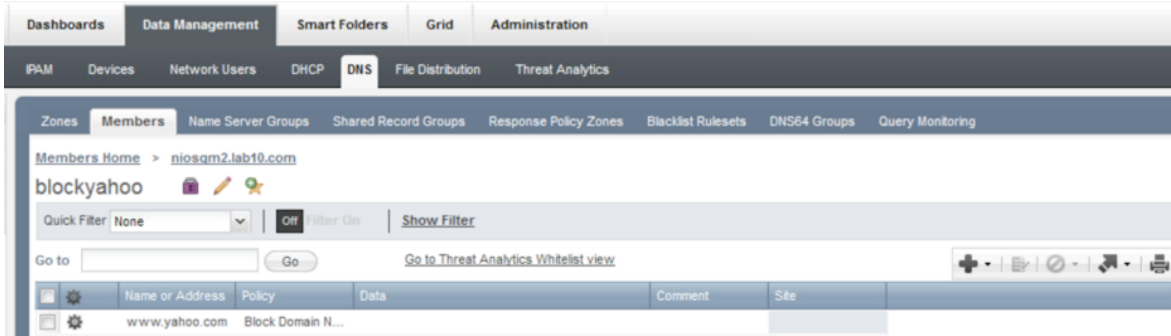 Dashboards Data Management Smart Folders Grid Administration
IPAM Devices Network Users DHCP DNS File Distribution Threat Analytics
Zones Members Name Server Groups Shared Record Groups Response Policy Zones Blacklist Rulesets DNS64 Groups Query Monitoring
Members Home > niosgm2.lab10.com
blockyahoo
Quick Filter None Off Filter On Show Filter
Go to Go Go to Threat Analytics Whitelist view
Name or Address Policy Data Comment Site
www.yahoo.com Block Domain N...